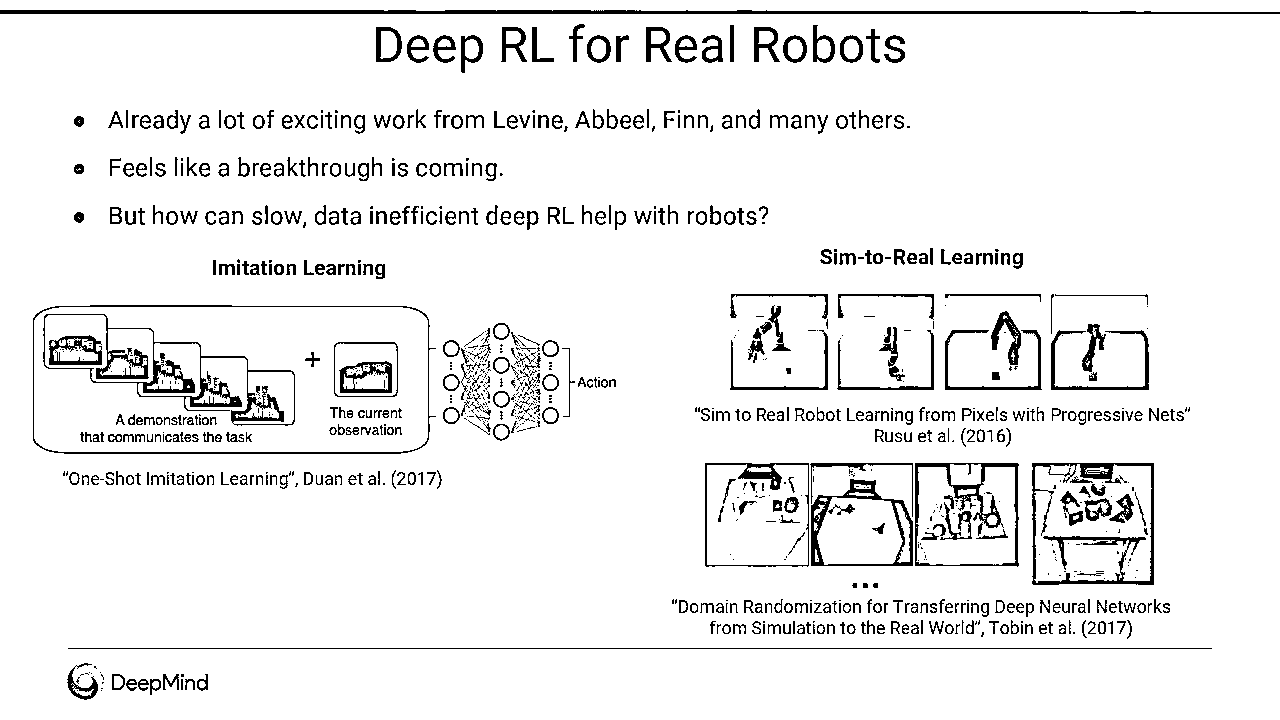 Deep RL for Real Robots
• Already a lot of exciting work from Levine, Abbeel, Finn, and many others.
• Feels like a breakthrough is coming.
• But how can slow, data inefficient deep RL help with robots?
Imitation Learning
+
A demonstration
that communicates the task
The current
observation
Action
"One-Shot Imitation Learning", Duan et al. (2017)
Sim-to-Real Learning
"Sim to Real Robot Learning from Pixels with Progressive Nets"
Rusu et al. (2016)
...
"Domain Randomization for Transferring Deep Neural Networks
from Simulation to the Real World", Tobin et al. (2017)
DeepMind